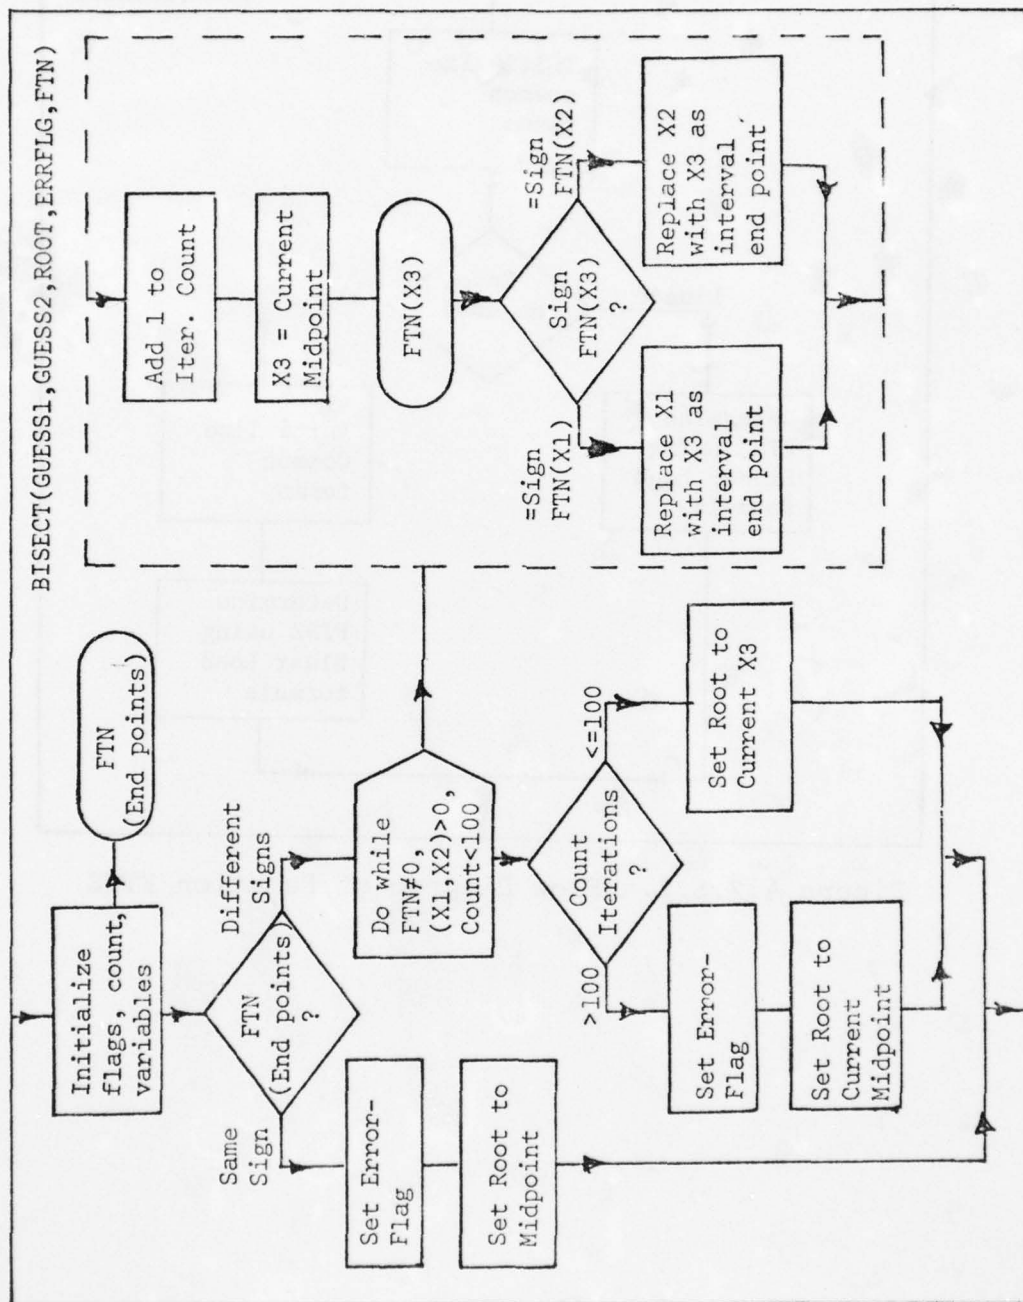 BISECT(GUESS1,GUESS2,ROOT,ERRFLG,FTN)
Initialize
flags, count,
variables
FTN
(End points)
FTN
(End points)
?
Same
Sign
Different
Signs
Set Error-
Flag
Set Root to
Midpoint
Do while
FTN≠0,
(X1,X2)>0,
Count<100
Count
Iterations
?
>100
<=100
Set Error-
Flag
Set Root to
Current
Midpoint
Set Root to
Current X3
Add 1 to
Iter. Count
X3 = Current
Midpoint
FTN(X3)
Sign
FTN(X3)
?
=Sign
FTN(X1)
=Sign
FTN(X2)
Replace X1
with X3 as
interval
end point
Replace X2
with X3 as
interval
end point